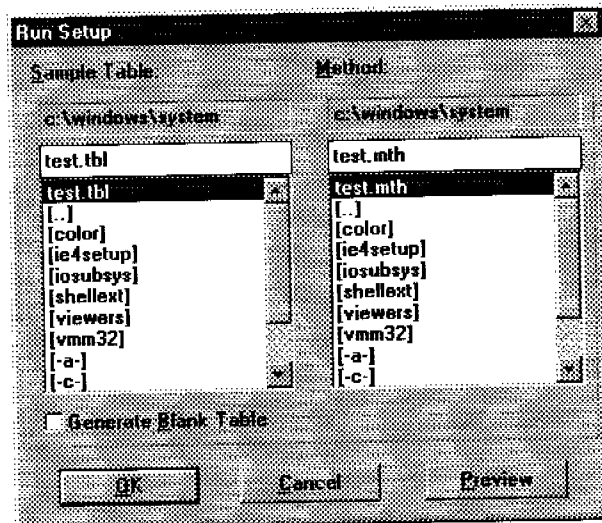 Run Setup
Sample Table:
c:\windows\system
test.tbl
test.tbl
[..]
[color]
[ie4setup]
[iosubsys]
[shellext]
[viewers]
[vmm32]
[-a-]
[-c-]
Method:
c:\windows\system
test.mth
test.mth
[..]
[color]
[ie4setup]
[iosubsys]
[shellext]
[viewers]
[vmm32]
[-a-]
[-c-]
Generate Blank Table
OK
Cancel
Preview